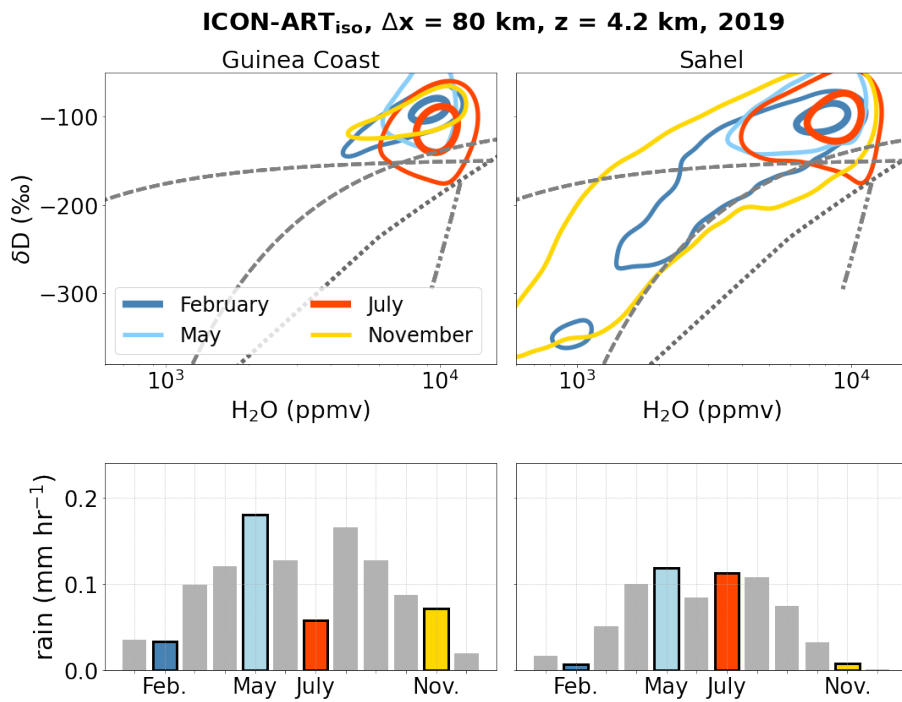 ICON-ARTiso, Δx = 80 km, z = 4.2 km, 2019
Guinea Coast
Sahel
δD (‰)
−100
−200
−300
February
July
May
November
10³
10⁴
10³
10⁴
H₂O (ppmv)
H₂O (ppmv)
rain (mm hr⁻¹)
0.2
0.1
0.0
Feb.
May
July
Nov.
Feb.
May
July
Nov.